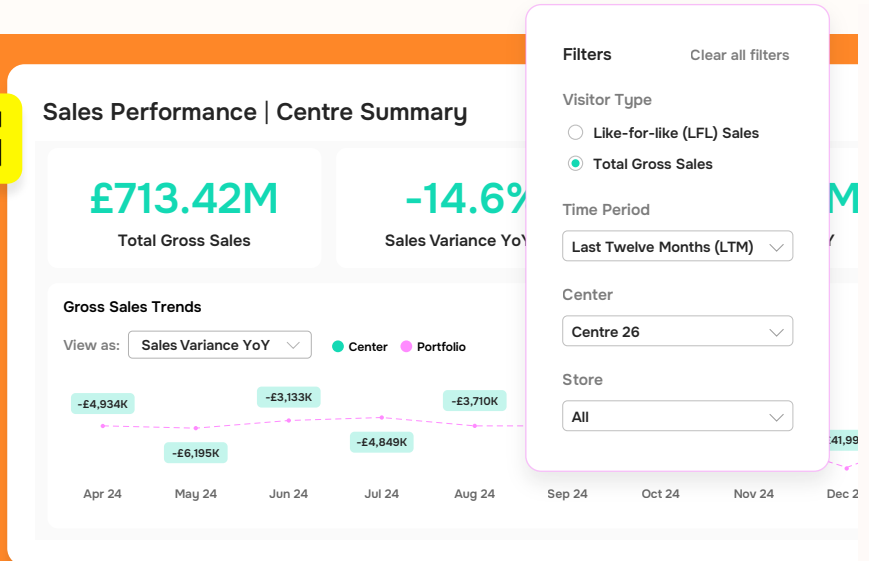 Sales Performance | Centre Summary
£713.42M
Total Gross Sales
-14.6%
Sales Variance YoY
M
Gross Sales Trends
View as: Sales Variance YoY
Center
Portfolio
-£4,934K
-£6,195K
-£3,133K
-£4,849K
-£3,710K
£41,99
Apr 24 May 24 Jun 24 Jul 24 Aug 24 Sep 24 Oct 24 Nov 24 Dec 2
Filters Clear all filters
Visitor Type
Like-for-like (LFL) Sales
Total Gross Sales
Time Period
Last Twelve Months (LTM)
Center
Centre 26
Store
All